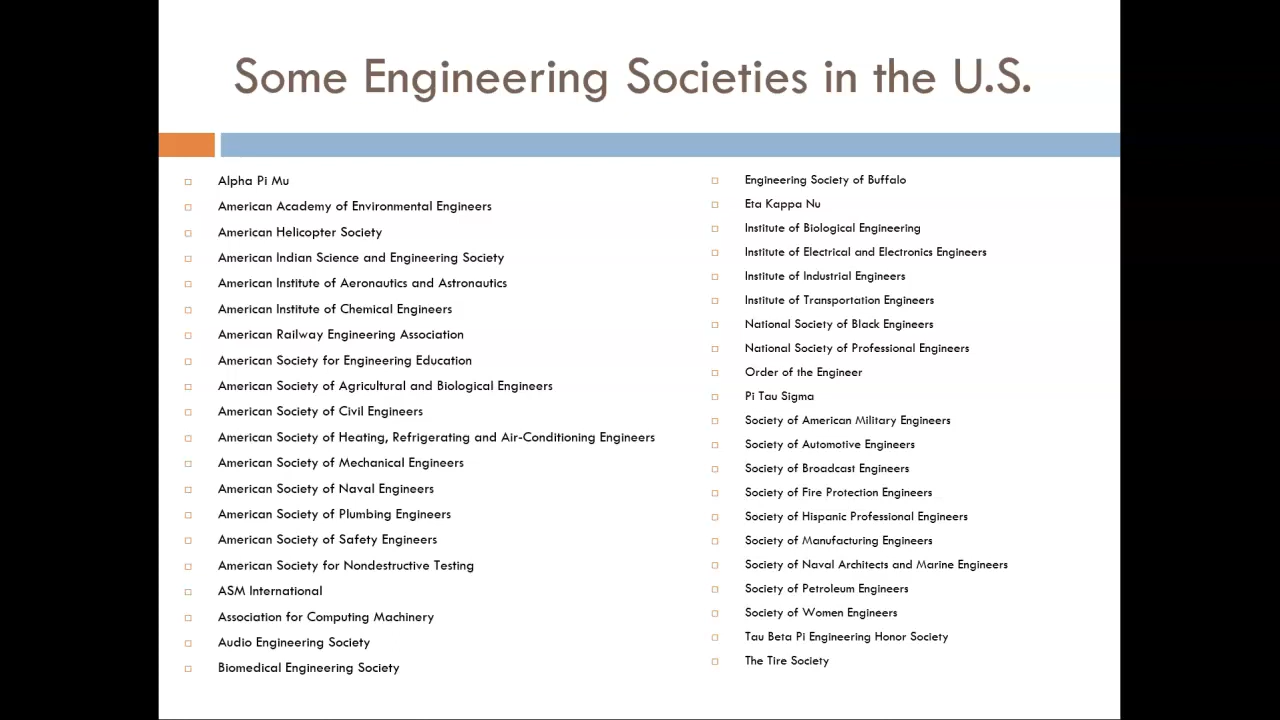 Some Engineering Societies in the U.S.
Alpha Pi Mu
American Academy of Environmental Engineers
American Helicopter Society
American Indian Science and Engineering Society
American Institute of Aeronautics and Astronautics
American Institute of Chemical Engineers
American Railway Engineering Association
American Society for Engineering Education
American Society of Agricultural and Biological Engineers
American Society of Civil Engineers
American Society of Heating, Refrigerating and Air-Conditioning Engineers
American Society of Mechanical Engineers
American Society of Naval Engineers
American Society of Plumbing Engineers
American Society of Safety Engineers
American Society for Nondestructive Testing
ASM International
Association for Computing Machinery
Audio Engineering Society
Biomedical Engineering Society
Engineering Society of Buffalo
Eta Kappa Nu
Institute of Biological Engineering
Institute of Electrical and Electronics Engineers
Institute of Industrial Engineers
Institute of Transportation Engineers
National Society of Black Engineers
National Society of Professional Engineers
Order of the Engineer
Pi Tau Sigma
Society of American Military Engineers
Society of Automotive Engineers
Society of Broadcast Engineers
Society of Fire Protection Engineers
Society of Hispanic Professional Engineers
Society of Manufacturing Engineers
Society of Naval Architects and Marine Engineers
Society of Petroleum Engineers
Society of Women Engineers
Tau Beta Pi Engineering Honor Society
The Tire Society